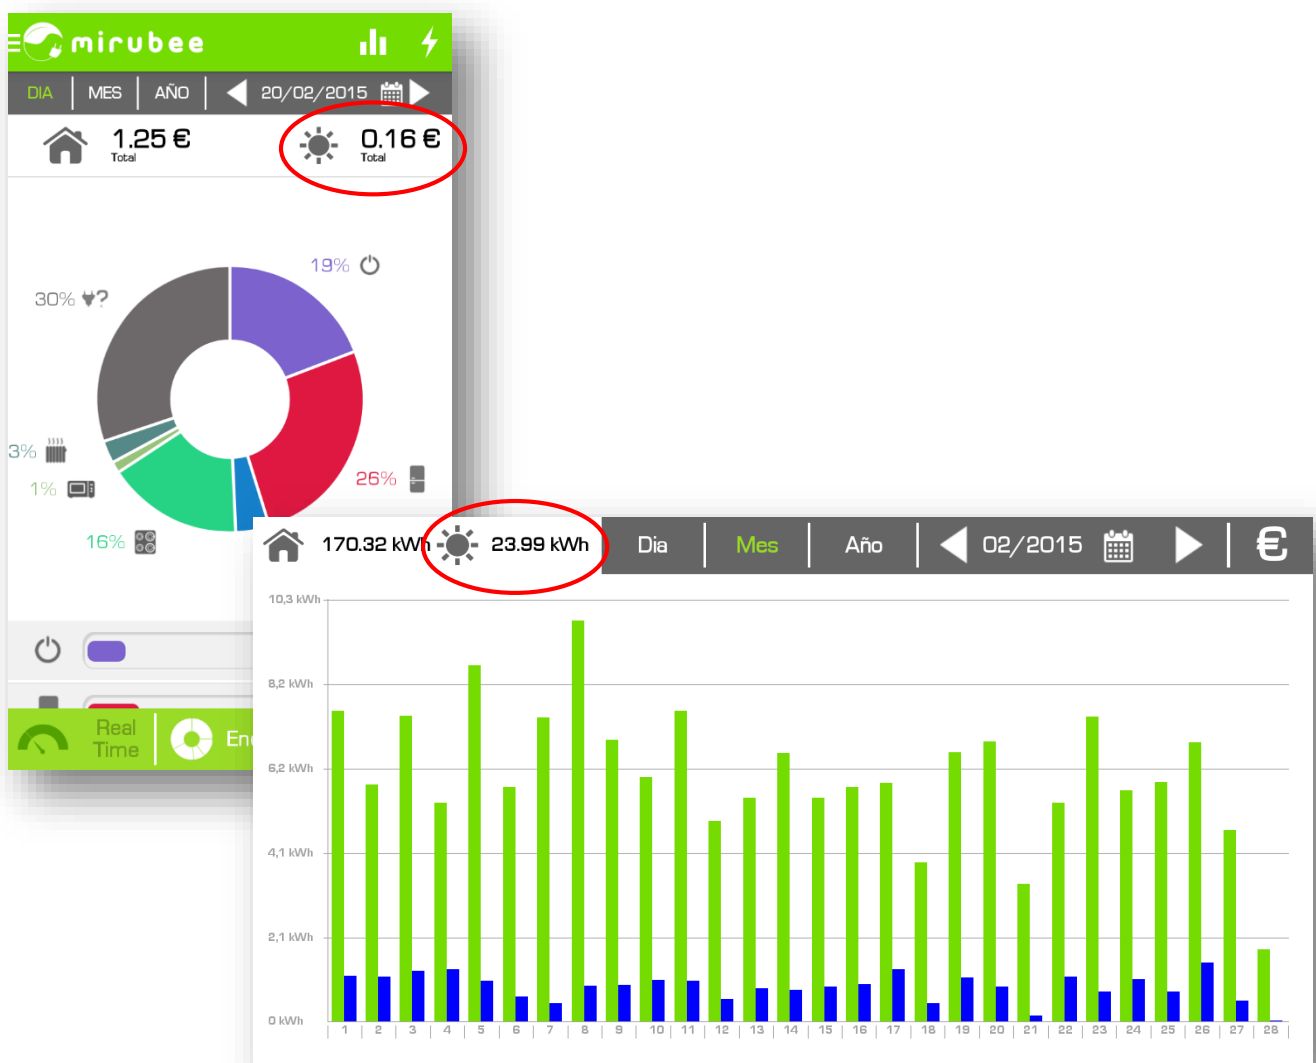 mirubee
DIA MES AÑO 20/02/2015
1.25 € 0.16 €
Total Total
19%
30% ?
3%
26%
1%
16%
170.32 kWh 23.99 kWh Dia Mes Año 02/2015 €
10,3 kWh
8,2 kWh
6,2 kWh
4,1 kWh
2,1 kWh
0 kWh
1 2 3 4 5 6 7 8 9 10 11 12 13 14 15 16 17 18 19 20 21 22 23 24 25 26 27 28
Real
Time